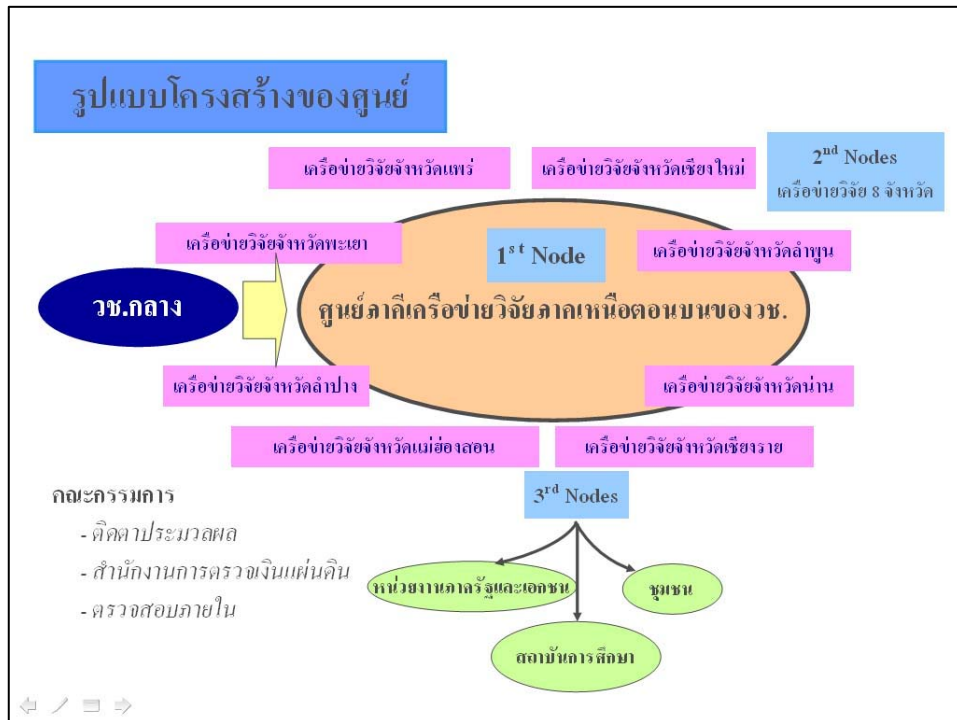 รูปแบบโครงสร้างของศูนย์
เครือข่ายวิจัยจังหวัดแพร่
เครือข่ายวิจัยจังหวัดเชียงใหม่
2nd Nodes
เครือข่ายวิจัย 8 จังหวัด
เครือข่ายวิจัยจังหวัดพะเยา
1st Node
เครือข่ายวิจัยจังหวัดลำพูน
วช.กลาง
ศูนย์ภาคีเครือข่ายวิจัยภาคเหนือตอนบนของวช.
เครือข่ายวิจัยจังหวัดลำปาง
เครือข่ายวิจัยจังหวัดน่าน
เครือข่ายวิจัยจังหวัดแม่ฮ่องสอน
เครือข่ายวิจัยจังหวัดเชียงราย
3rd Nodes
คณะกรรมการ
- ติดตาประมวลผล
- สำนักงานการตรวจเงินแผ่นดิน
- ตรวจสอบภายใน
หน่วยงานภาครัฐและเอกชน
ชุมชน
สถาบันการศึกษา